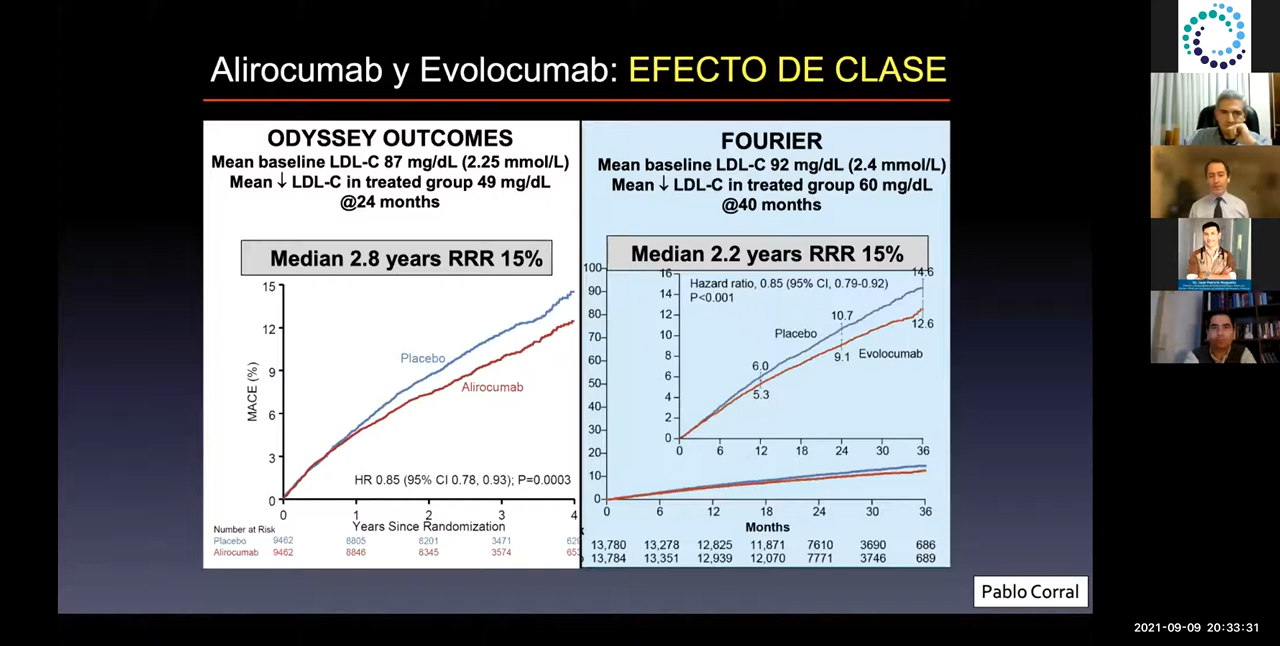 Alirocumab y Evolocumab: EFECTO DE CLASE
ODYSSEY OUTCOMES
Mean baseline LDL-C 87 mg/dL (2.25 mmol/L)
Mean ↓ LDL-C in treated group 49 mg/dL
@24 months
Median 2.8 years RRR 15%
15
12
9
6
3
0
MACE (%)
Placebo
Alirocumab
HR 0.85 (95% CI 0.78, 0.93); P=0.0003
0 1 2 3 4
Years Since Randomization
Number at Risk
Placebo 9462 8805 8201 3471
Alirocumab 9462 8846 8345 3574
FOURIER
Mean baseline LDL-C 92 mg/dL (2.4 mmol/L)
Mean ↓ LDL-C in treated group 60 mg/dL
@40 months
Median 2.2 years RRR 15%
100
90
80
70
60
50
40
30
20
10
0
16
14
12
10
8
6
4
2
0
Hazard ratio, 0.85 (95% CI, 0.79-0.92)
P<0.001
14.6
10.7
Placebo
12.6
9.1
Evolocumab
6.0
5.3
0 6 12 18 24 30 36
0 6 12 18 24 30 36
Months
13,780 13,278 12,825 11,871 7610 3690 686
13,784 13,351 12,939 12,070 7771 3746 689
Pablo Corral
2021-09-09 20:33:31